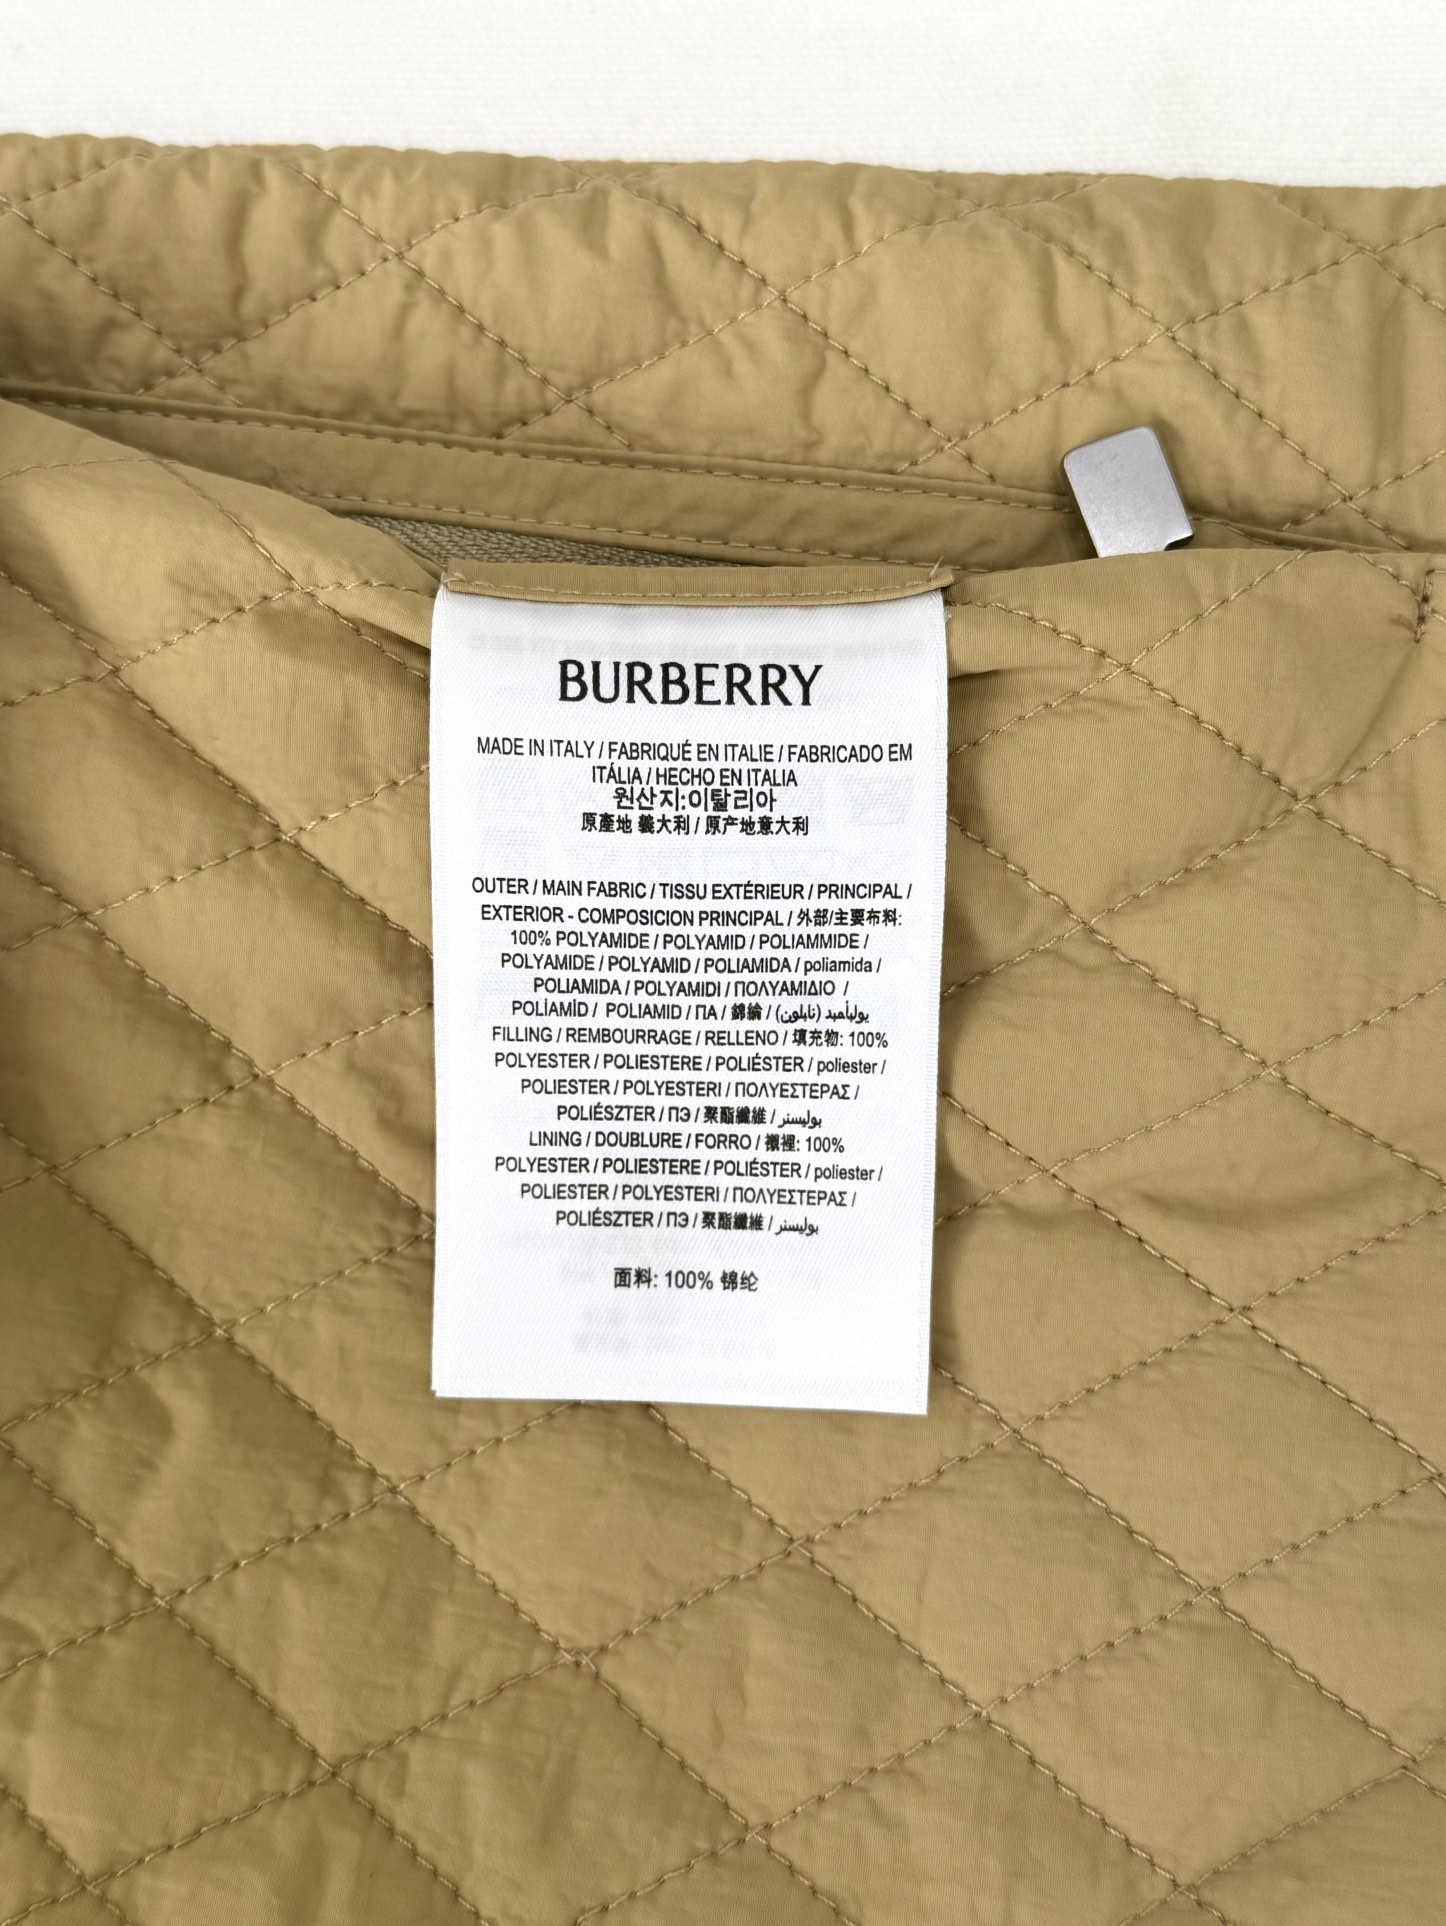 BURBERRY
MADE IN ITALY / FABRIQUÉ EN ITALIE / FABRICADO EM
ITÁLIA / HECHO EN ITALIA
원산지:이탈리아
原產地 義大利 / 原产地意大利
OUTER / MAIN FABRIC / TISSU EXTÉRIEUR / PRINCIPAL /
EXTERIOR - COMPOSICION PRINCIPAL / 外部/主要布料:
100% POLYAMIDE / POLYAMID / POLIAMMIDE /
POLYAMIDE / POLYAMID / POLIAMIDA / poliamida /
POLIAMIDA / POLYAMIDI / ΠΟΛΥΑΜΙΔΙΟ /
POLİAMİD / POLIAMID / ПА / 錦綸 / يوليأميد (نايلون)
FILLING / REMBOURRAGE / RELLENO / 填充物: 100%
POLYESTER / POLIESTERE / POLIÉSTER / poliester /
POLIESTER / POLYESTERI / ΠΟΛΥΕΣΤΕΡΑΣ /
POLIÉSZTER / ПЭ / 聚酯纖維 / بوليستر
LINING / DOUBLURE / FORRO / 襯裡: 100%
POLYESTER / POLIESTERE / POLIÉSTER / poliester /
POLIESTER / POLYESTERI / ΠΟΛΥΕΣΤΕΡΑΣ /
POLIÉSZTER / ПЭ / 聚酯纖維 / بوليستر
面料: 100% 锦纶